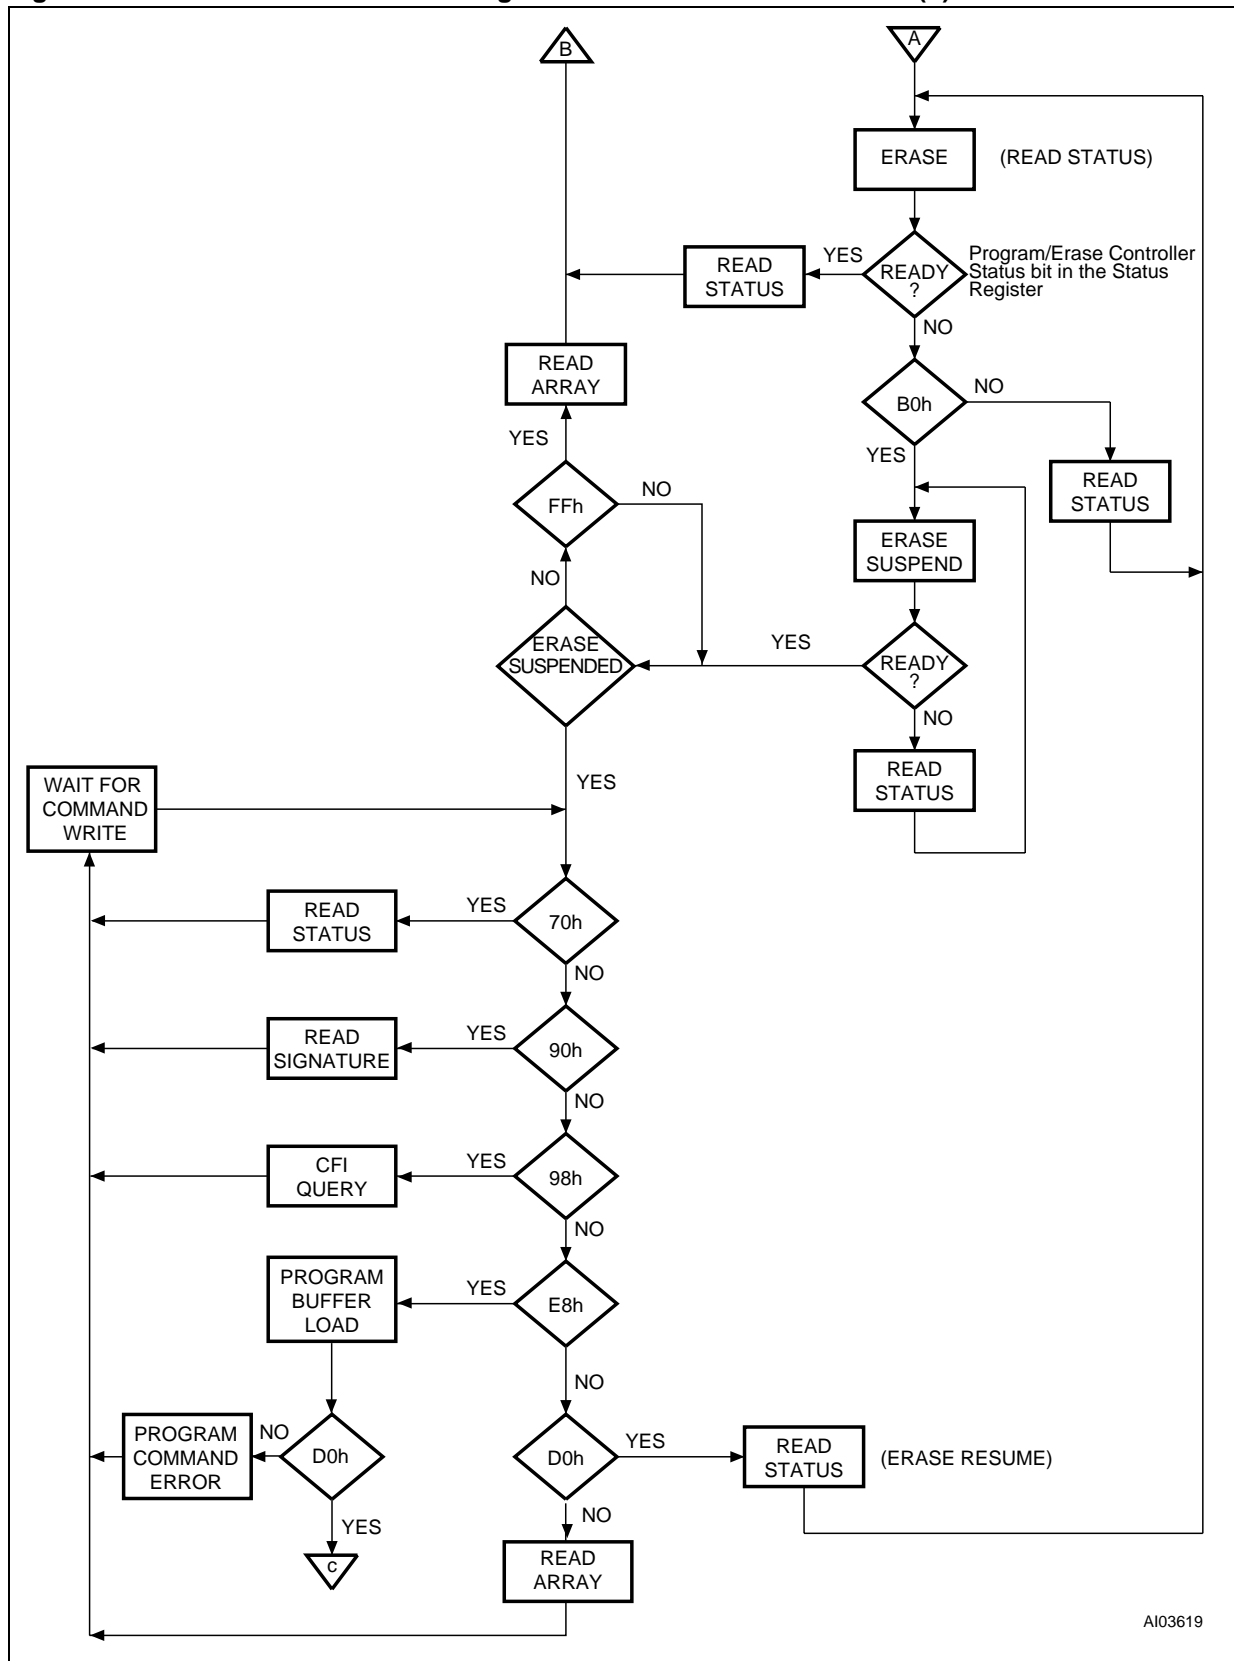 B
A
ERASE
(READ STATUS)
READ
STATUS
YES
READY
?
Program/Erase Controller
Status bit in the Status
Register
NO
READ
ARRAY
B0h
NO
YES
YES
FFh
NO
READ
STATUS
ERASE
SUSPEND
NO
ERASE
SUSPENDED
YES
READY
?
NO
WAIT FOR
COMMAND
WRITE
YES
READ
STATUS
READ
STATUS
YES
70h
NO
READ
SIGNATURE
YES
90h
NO
CFI
QUERY
YES
98h
NO
PROGRAM
BUFFER
LOAD
YES
E8h
NO
PROGRAM
COMMAND
ERROR
NO
D0h
YES
c
D0h
YES
READ
STATUS
(ERASE RESUME)
NO
READ
ARRAY
AI03619